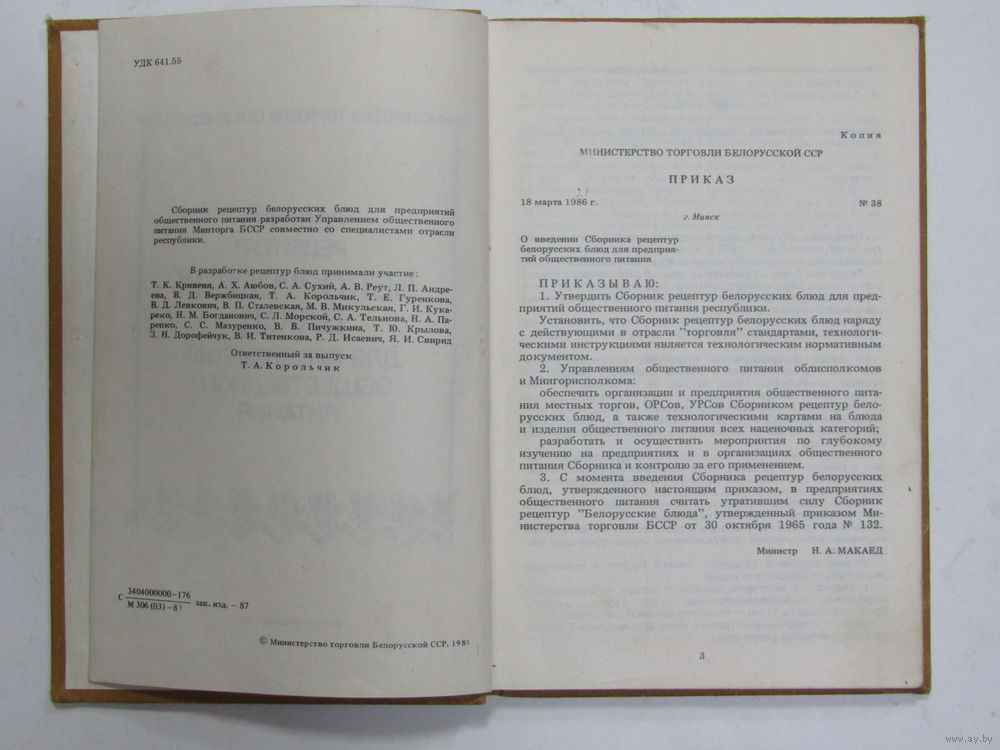 УДК 641.55
Сборник рецептур белорусских блюд для предприятий
общественного питания разработан Управлением общественного
питания Минторга БССР совместно со специалистами отрасли
республики.
В разработке рецептур блюд принимали участие:
Т. К. Кривеня, А. Х. Аюбов, С. А. Сухий, А. В. Реут, Л. П. Андре-
ева, В. Д. Вержбицкая, Т. А. Корольчик, Т. Е. Гуренкова,
В. Д. Левкович, В. П. Сталевская, М. В. Микульская, Г. И. Кука-
реко, Н. М. Богданович, С. Л. Морской, С. А. Тельнова, Н. А. Па-
репко, С. С. Мазуренко, В. В. Пичужкина, Т. Ю. Крылова,
З. Н. Дорофейчук, В. И. Титенкова, Р. Д. Исаевич, Я. И. Свирид
Ответственный за выпуск
Т. А. Корольчик
С 3404000000-176
М 306 (03)-87 зак. изд. - 87
© Министерство торговли Белорусской ССР,
Копия
МИНИСТЕРСТВО ТОРГОВЛИ БЕЛОРУССКОЙ ССР
ПРИКАЗ
18 марта 1986 г. № 38
г. Минск
О введении Сборника рецептур
белорусских блюд для предприя-
тий общественного питания
ПРИКАЗЫВАЮ:
1. Утвердить Сборник рецептур белорусских блюд для пред-
приятий общественного питания республики.
Установить, что Сборник рецептур белорусских блюд наряду
с действующими в отрасли "торговля" стандартами, технологи-
ческими инструкциями является технологическим нормативным
документом.
2. Управлениям общественного питания облисполкомов
и Мингорисполкома:
обеспечить организации и предприятия общественного пита-
ния местных торгов, ОРСов, УРСов Сборником рецептур бело-
русских блюд, а также технологическими картами на блюда
и изделия общественного питания всех наценочных категорий;
разработать и осуществить мероприятия по глубокому
изучению на предприятиях и в организациях общественного
питания Сборника и контролю за его применением.
3. С момента введения Сборника рецептур белорусских
блюд, утвержденного настоящим приказом, в предприятиях
общественного питания считать утратившим силу Сборник
рецептур "Белорусские блюда", утвержденный приказом Ми-
нистерства торговли БССР от 30 октября 1965 года № 132.
Министр Н. А. МАКАЕД
3
www.ay.by